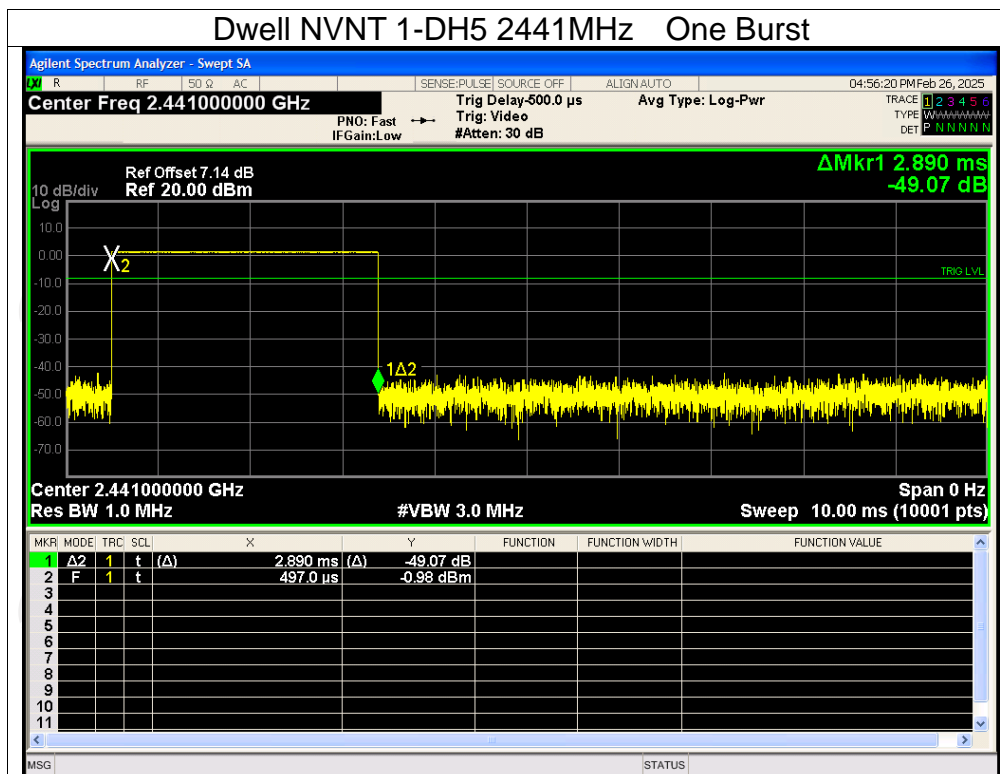 Dwell NVNT 1-DH5 2441MHz One Burst
Agilent Spectrum Analyzer - Swept SA
LXI R RF 50 Ω AC SENSE:PULSE SOURCE OFF ALIGN AUTO 04:56:20 PM Feb 26, 2025
Center Freq 2.441000000 GHz
PNO: Fast
IFGain:Low
Trig Delay-500.0 µs
Trig: Video
#Atten: 30 dB
Avg Type: Log-Pwr
TRACE 1 2 3 4 5 6
TYPE W
DET P N N N N N
ΔMkr1 2.890 ms
-49.07 dB
Ref Offset 7.14 dB
10 dB/div Ref 20.00 dBm
Log
10.0
0.00
-10.0
-20.0
-30.0
-40.0
-50.0
-60.0
-70.0
2
TRIG LVL
1Δ2
Center 2.441000000 GHz Span 0 Hz
Res BW 1.0 MHz #VBW 3.0 MHz Sweep 10.00 ms (10001 pts)
MKR MODE TRC SCL X Y FUNCTION FUNCTION WIDTH FUNCTION VALUE
1 Δ2 1 t (Δ) 2.890 ms (Δ) -49.07 dB
2 F 1 t 497.0 µs -0.98 dBm
3
4
5
6
7
8
9
10
11
MSG STATUS